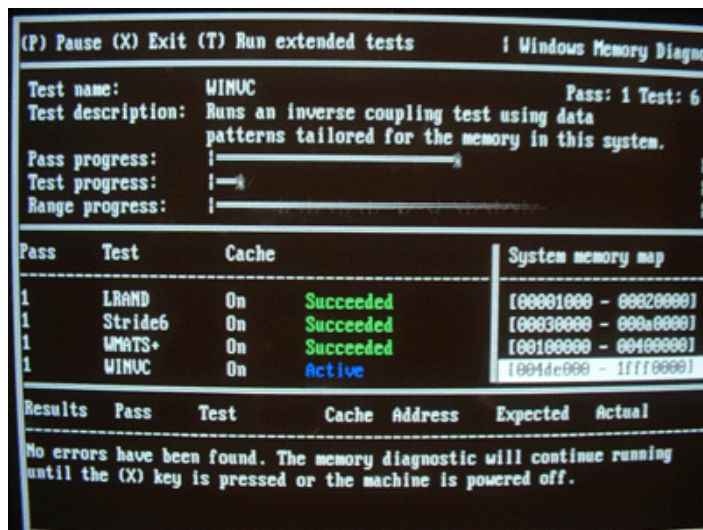 (P) Pause (X) Exit (T) Run extended tests
Windows Memory Diagno
Test name: WINVC
Pass: 1 Test: 6
Test description: Runs an inverse coupling test using data
patterns tailored for the memory in this system.
Pass progress:
Test progress:
Range progress:
Pass Test Cache
1 LRAND On Succeeded
1 Stride6 On Succeeded
1 WMATS+ On Succeeded
1 WINVC On Active
System memory map
[00001000 - 00020000]
[00030000 - 000a0000]
[00100000 - 00400000]
[004de000 - 1fff0000]
Results Pass Test Cache Address Expected Actual
No errors have been found. The memory diagnostic will continue running
until the (X) key is pressed or the machine is powered off.